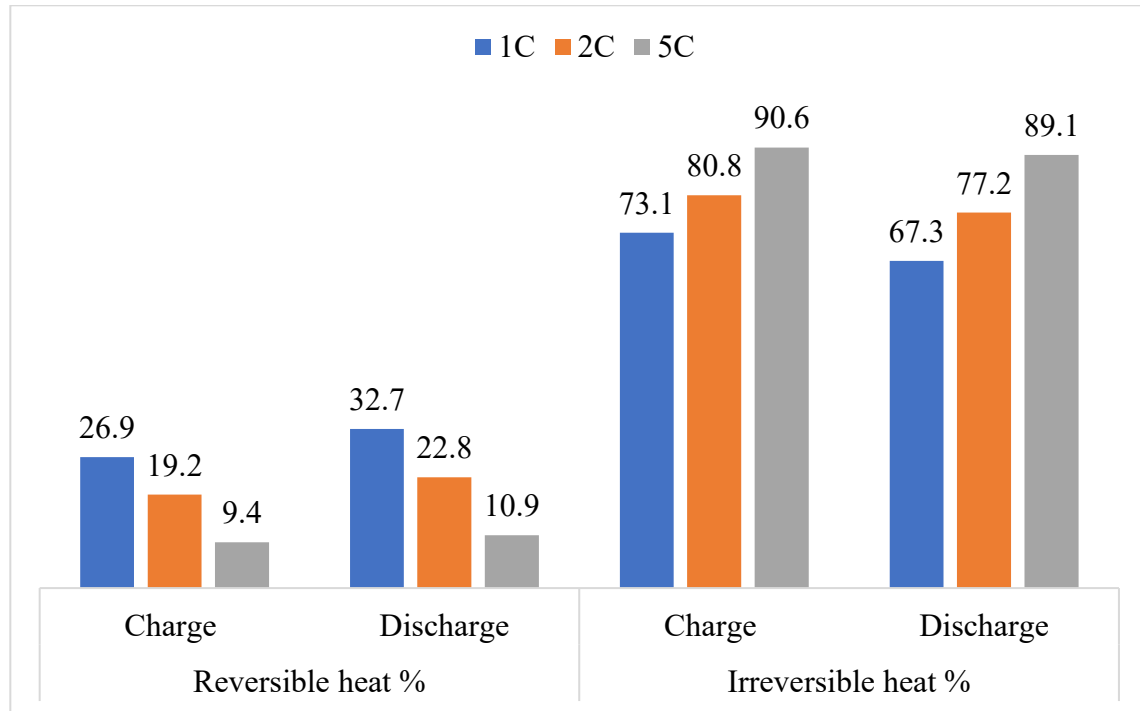 1C 2C 5C
26.9 19.2 9.4 32.7 22.8 10.9 73.1 80.8 90.6 67.3 77.2 89.1
Charge Discharge Charge Discharge
Reversible heat % Irreversible heat %